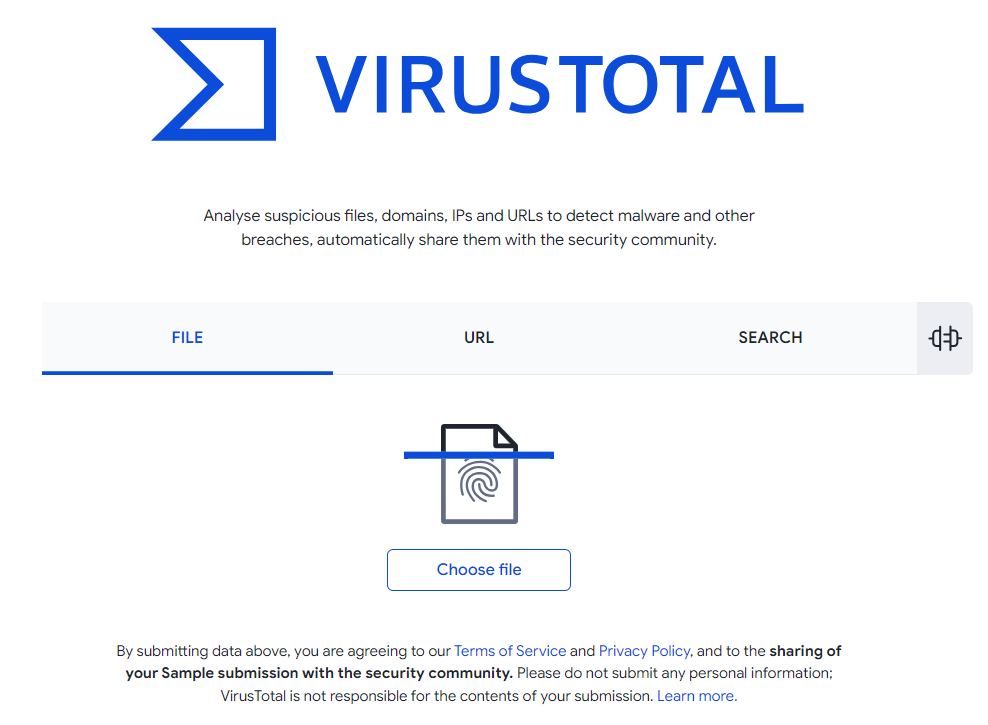 VIRUSTOTAL
Analyse suspicious files, domains, IPs and URLs to detect malware and other
breaches, automatically share them with the security community.
FILE
URL
SEARCH
Choose file
By submitting data above, you are agreeing to our Terms of Service and Privacy Policy, and to the sharing of
your Sample submission with the security community. Please do not submit any personal information;
VirusTotal is not responsible for the contents of your submission. Learn more.